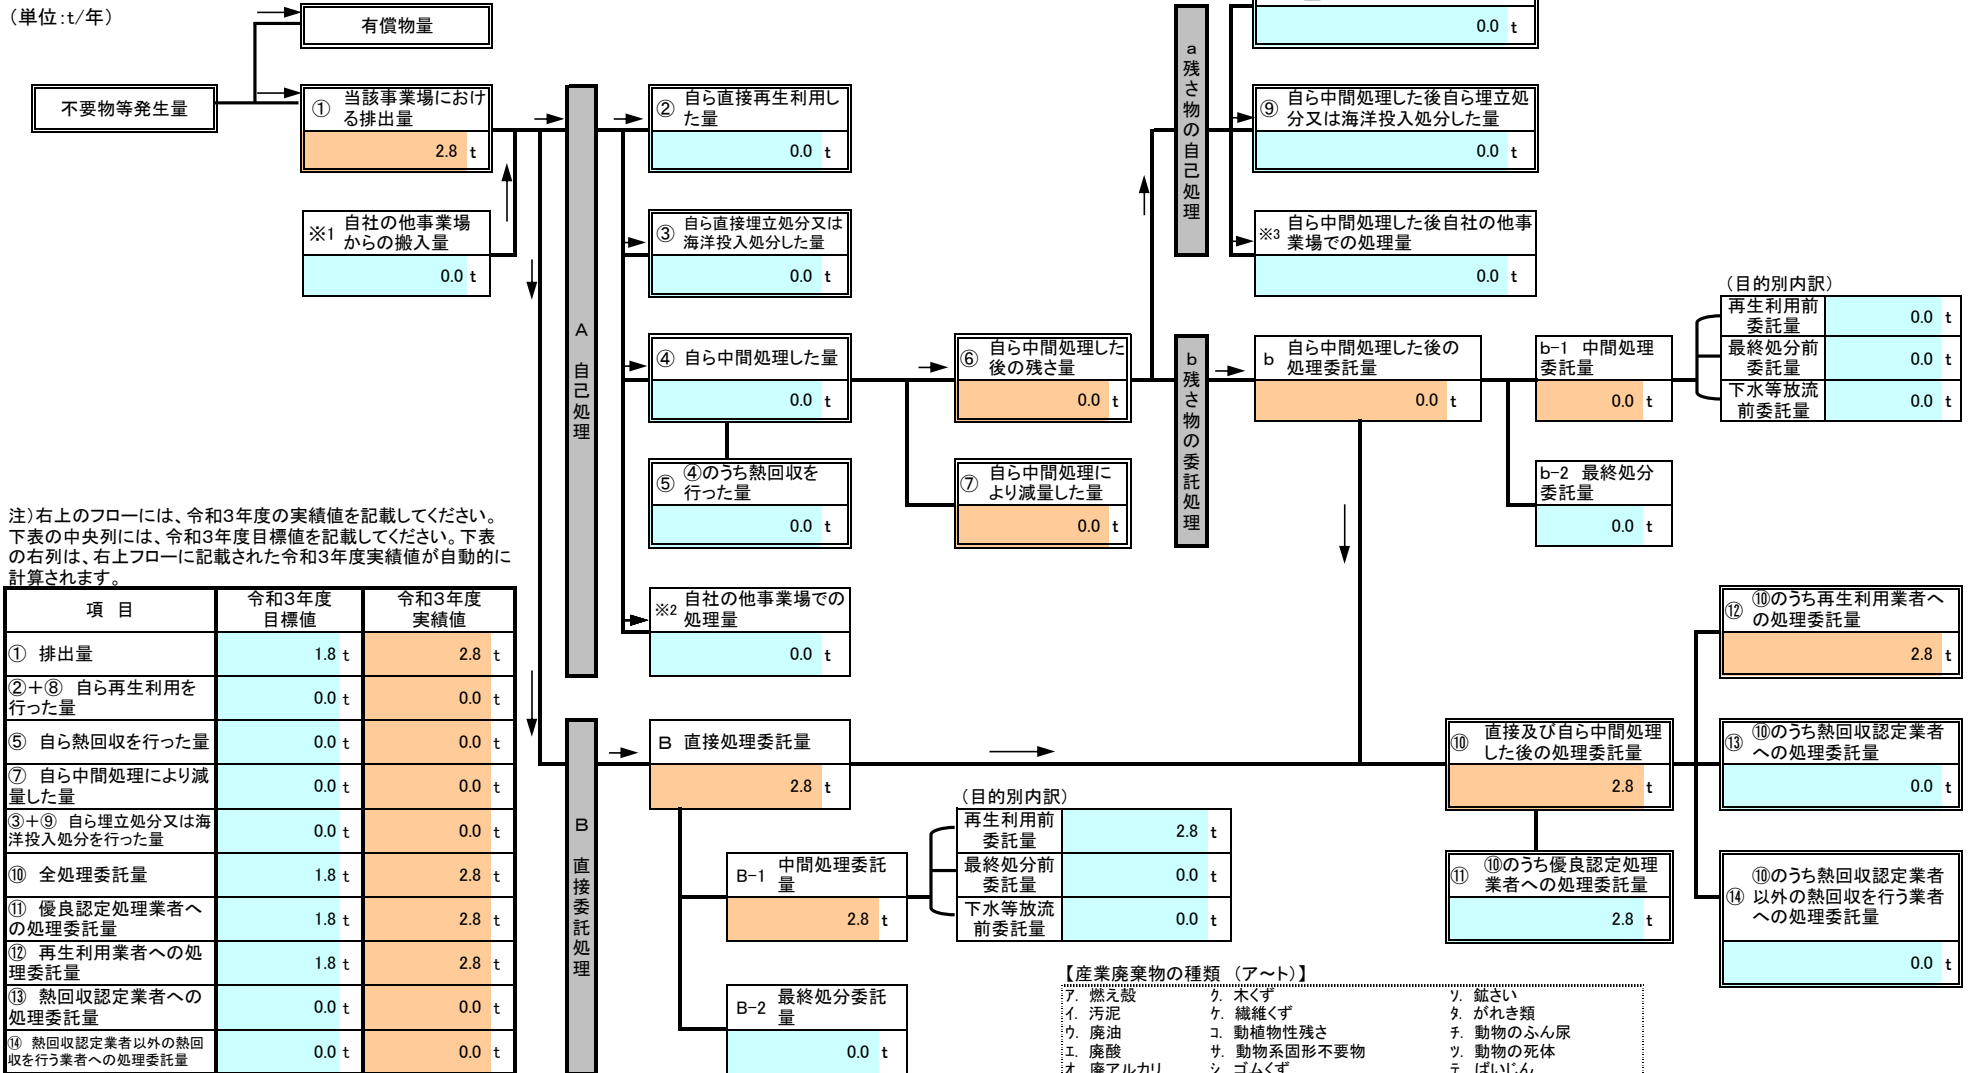 （単位:t/年）
有償物量
不要物等発生量
① 当該事業場におけ
る排出量
2.8 t
※1 自社の他事業場
からの搬入量
0.0 t
A 自己処理
② 自ら直接再生利用し
た量
0.0 t
③ 自ら直接埋立処分又は
海洋投入処分した量
0.0 t
④ 自ら中間処理した量
0.0 t
⑤ ④のうち熱回収を
行った量
0.0 t
※2 自社の他事業場での
処理量
0.0 t
⑥ 自ら中間処理した
後の残さ量
0.0 t
⑦ 自ら中間処理に
より減量した量
0.0 t
a 残さ物の自己処理
0.0 t
⑨ 自ら中間処理した後自ら埋立処
分又は海洋投入処分した量
0.0 t
※3 自ら中間処理した後自社の他事
業場での処理量
0.0 t
b 残さ物の委託処理
b 自ら中間処理した後の
処理委託量
0.0 t
b-1 中間処理
委託量
0.0 t
b-2 最終処分
委託量
0.0 t
（目的別内訳）
再生利用前
委託量
0.0 t
最終処分前
委託量
0.0 t
下水等放流
前委託量
0.0 t
注）右上のフローには、令和3年度の実績値を記載してください。
下表の中央列には、令和3年度目標値を記載してください。下表
の右列は、右上フローに記載された令和3年度実績値が自動的に
計算されます。
項 目
令和3年度
目標値
令和3年度
実績値
① 排出量 1.8 t 2.8 t
②＋⑧ 自ら再生利用を
行った量 0.0 t 0.0 t
⑤ 自ら熱回収を行った量 0.0 t 0.0 t
⑦ 自ら中間処理により減
量した量 0.0 t 0.0 t
③＋⑨ 自ら埋立処分又は海
洋投入処分を行った量 0.0 t 0.0 t
⑩ 全処理委託量 1.8 t 2.8 t
⑪ 優良認定処理業者へ
の処理委託量 1.8 t 2.8 t
⑫ 再生利用業者への処
理委託量 1.8 t 2.8 t
⑬ 熱回収認定業者への
処理委託量 0.0 t 0.0 t
⑭ 熱回収認定業者以外の熱回
収を行う業者への処理委託量 0.0 t 0.0 t
B 直接委託処理
B 直接処理委託量
2.8 t
B-1 中間処理委託
量
2.8 t
B-2 最終処分委託
量
0.0 t
（目的別内訳）
再生利用前
委託量
2.8 t
最終処分前
委託量
0.0 t
下水等放流
前委託量
0.0 t
⑩ 直接及び自ら中間処理
した後の処理委託量
2.8 t
⑪ ⑩のうち優良認定処理
業者への処理委託量
2.8 t
⑫ ⑩のうち再生利用業者へ
の処理委託量
2.8 t
⑬ ⑩のうち熱回収認定業者
への処理委託量
0.0 t
⑭ ⑩のうち熱回収認定業者
以外の熱回収を行う業者
への処理委託量
0.0 t
【産業廃棄物の種類 （ア～ト）】
ア. 燃え殻 ク. 木くず ソ. 鉱さい
イ. 汚泥 ケ. 繊維くず タ. がれき類
ウ. 廃油 コ. 動植物性残さ チ. 動物のふん尿
エ. 廃酸 サ. 動物系固形不要物 ツ. 動物の死体
オ. 廃アルカリ シ. ゴムくず テ. ばいじん